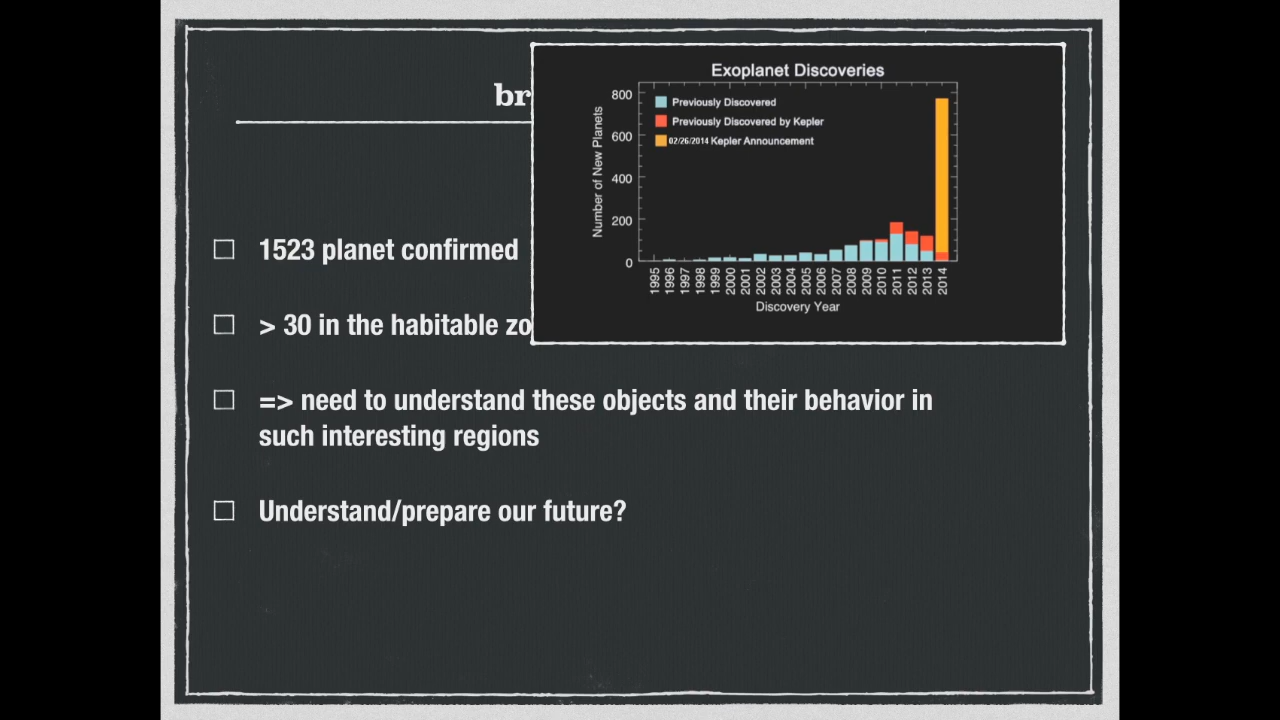 br
1523 planet confirmed
> 30 in the habitable zo
=> need to understand these objects and their behavior in
such interesting regions
Understand/prepare our future?
Exoplanet Discoveries
Previously Discovered
Previously Discovered by Kepler
02/26/2014 Kepler Announcement
Number of New Planets
800
600
400
200
0
1995
1996
1997
1998
1999
2000
2001
2002
2003
2004
2005
2006
2007
2008
2009
2010
2011
2012
2013
2014
Discovery Year